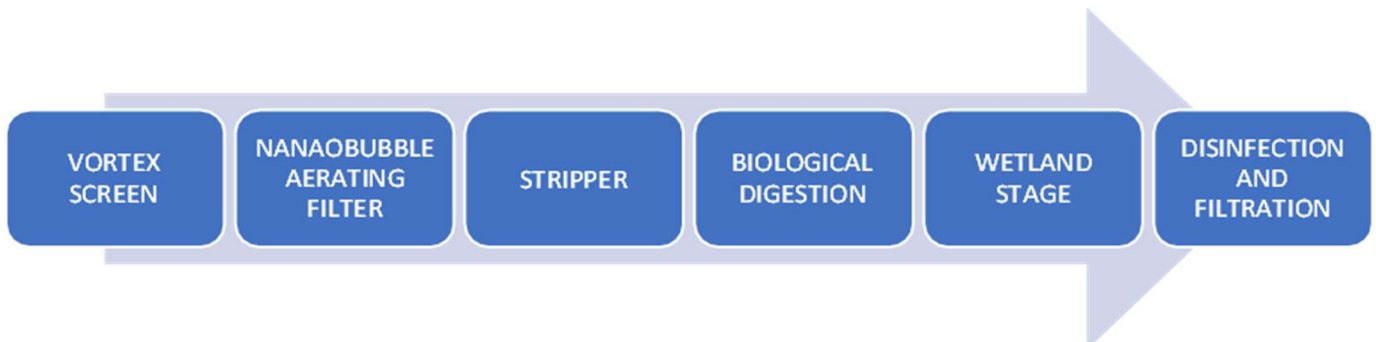 VORTEX
SCREEN
NANAOBUBBLE
AERATING
FILTER
STRIPPER
BIOLOGICAL
DIGESTION
WETLAND
STAGE
DISINFECTION
AND
FILTRATION